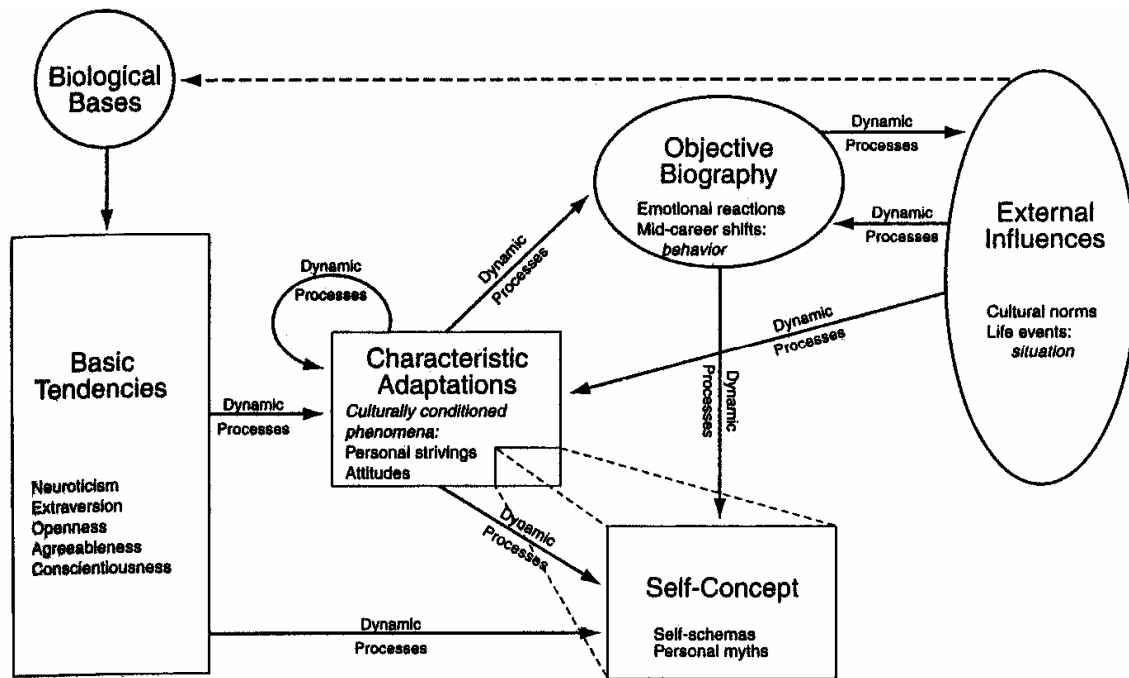 Biological
Bases
Dynamic
Processes
Objective
Biography
Emotional reactions
Mid-career shifts:
behavior
Dynamic
Processes
External
Influences
Cultural norms
Life events:
situation
Dynamic
Processes
Dynamic
Processes
Dynamic
Processes
Dynamic
Processes
Basic
Tendencies
Neuroticism
Extraversion
Openness
Agreeableness
Conscientiousness
Dynamic
Processes
Characteristic
Adaptations
Culturally conditioned
phenomena:
Personal strivings
Attitudes
Dynamic
Processes
Dynamic
Processes
Self-Concept
Self-schemas
Personal myths
Dynamic
Processes